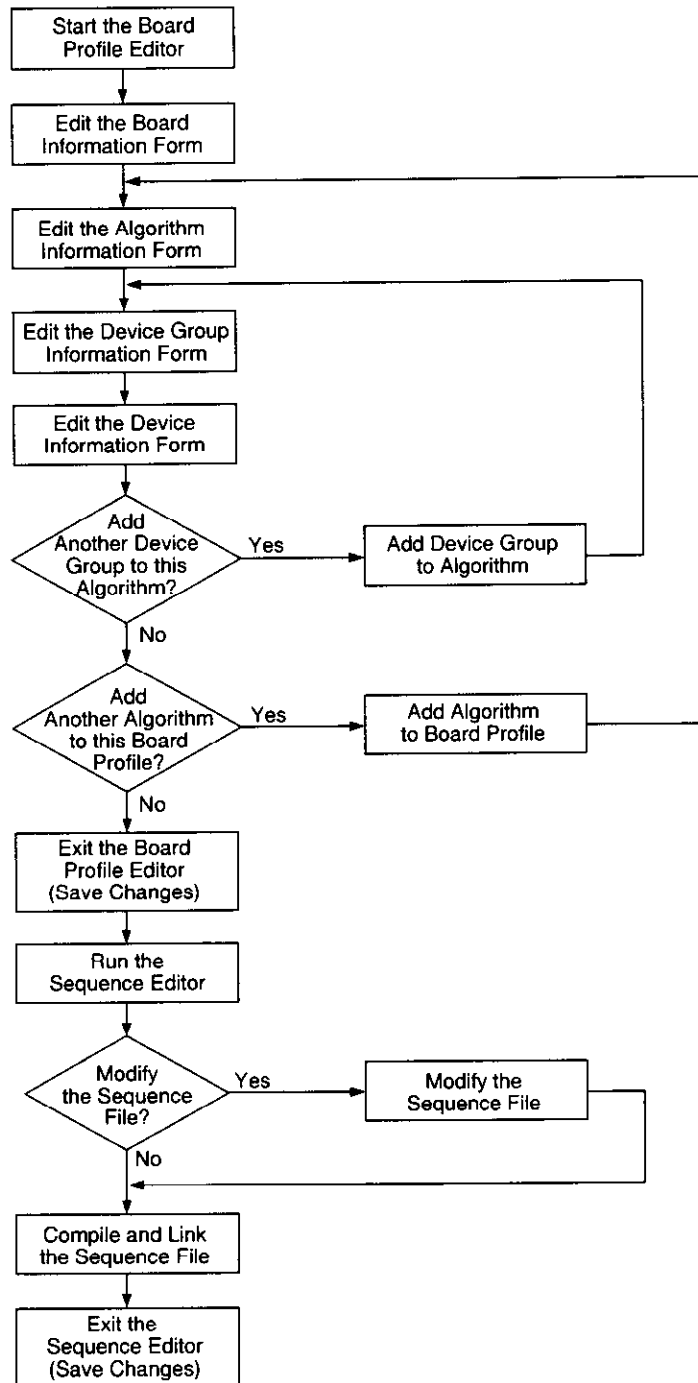 Start the Board
Profile Editor
Edit the Board
Information Form
Edit the Algorithm
Information Form
Edit the Device Group
Information Form
Edit the Device
Information Form
Add
Another Device
Group to this
Algorithm?
Yes
Add Device Group
to Algorithm
No
Add
Another Algorithm
to this Board
Profile?
Yes
Add Algorithm
to Board Profile
No
Exit the Board
Profile Editor
(Save Changes)
Run the
Sequence Editor
Modify
the Sequence
File?
Yes
Modify the
Sequence File
No
Compile and Link
the Sequence File
Exit the
Sequence Editor
(Save Changes)